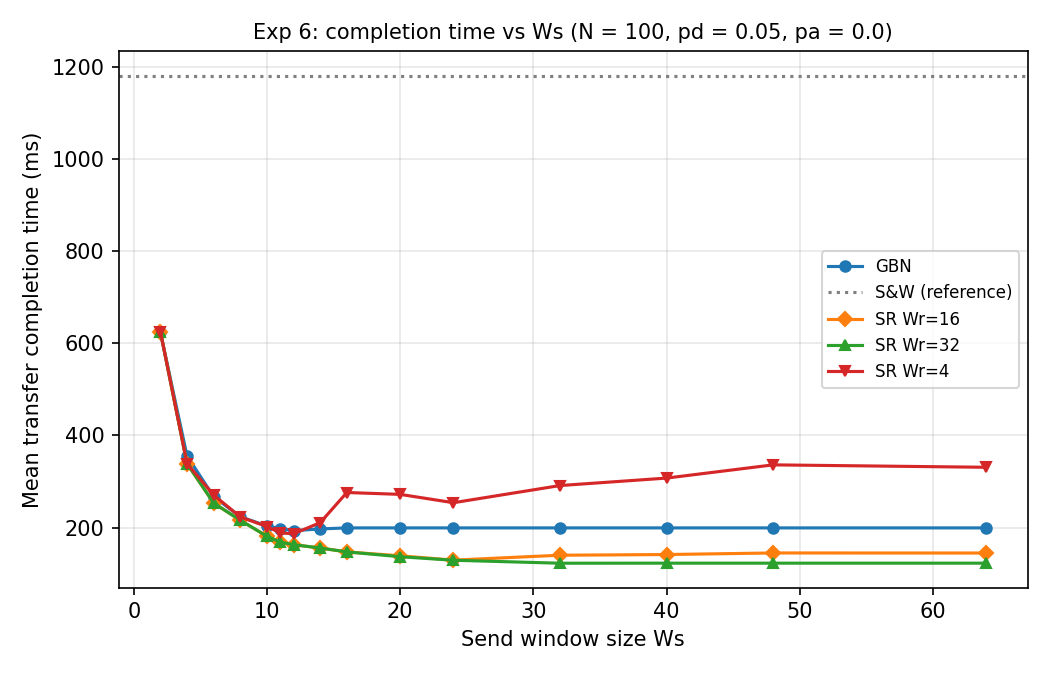 Exp 6: completion time vs Ws (N = 100, pd = 0.05, pa = 0.0)
Mean transfer completion time (ms)
1200
1000
800
600
400
200
GBN
S&W (reference)
SR Wr=16
SR Wr=32
SR Wr=4
0 10 20 30 40 50 60
Send window size Ws